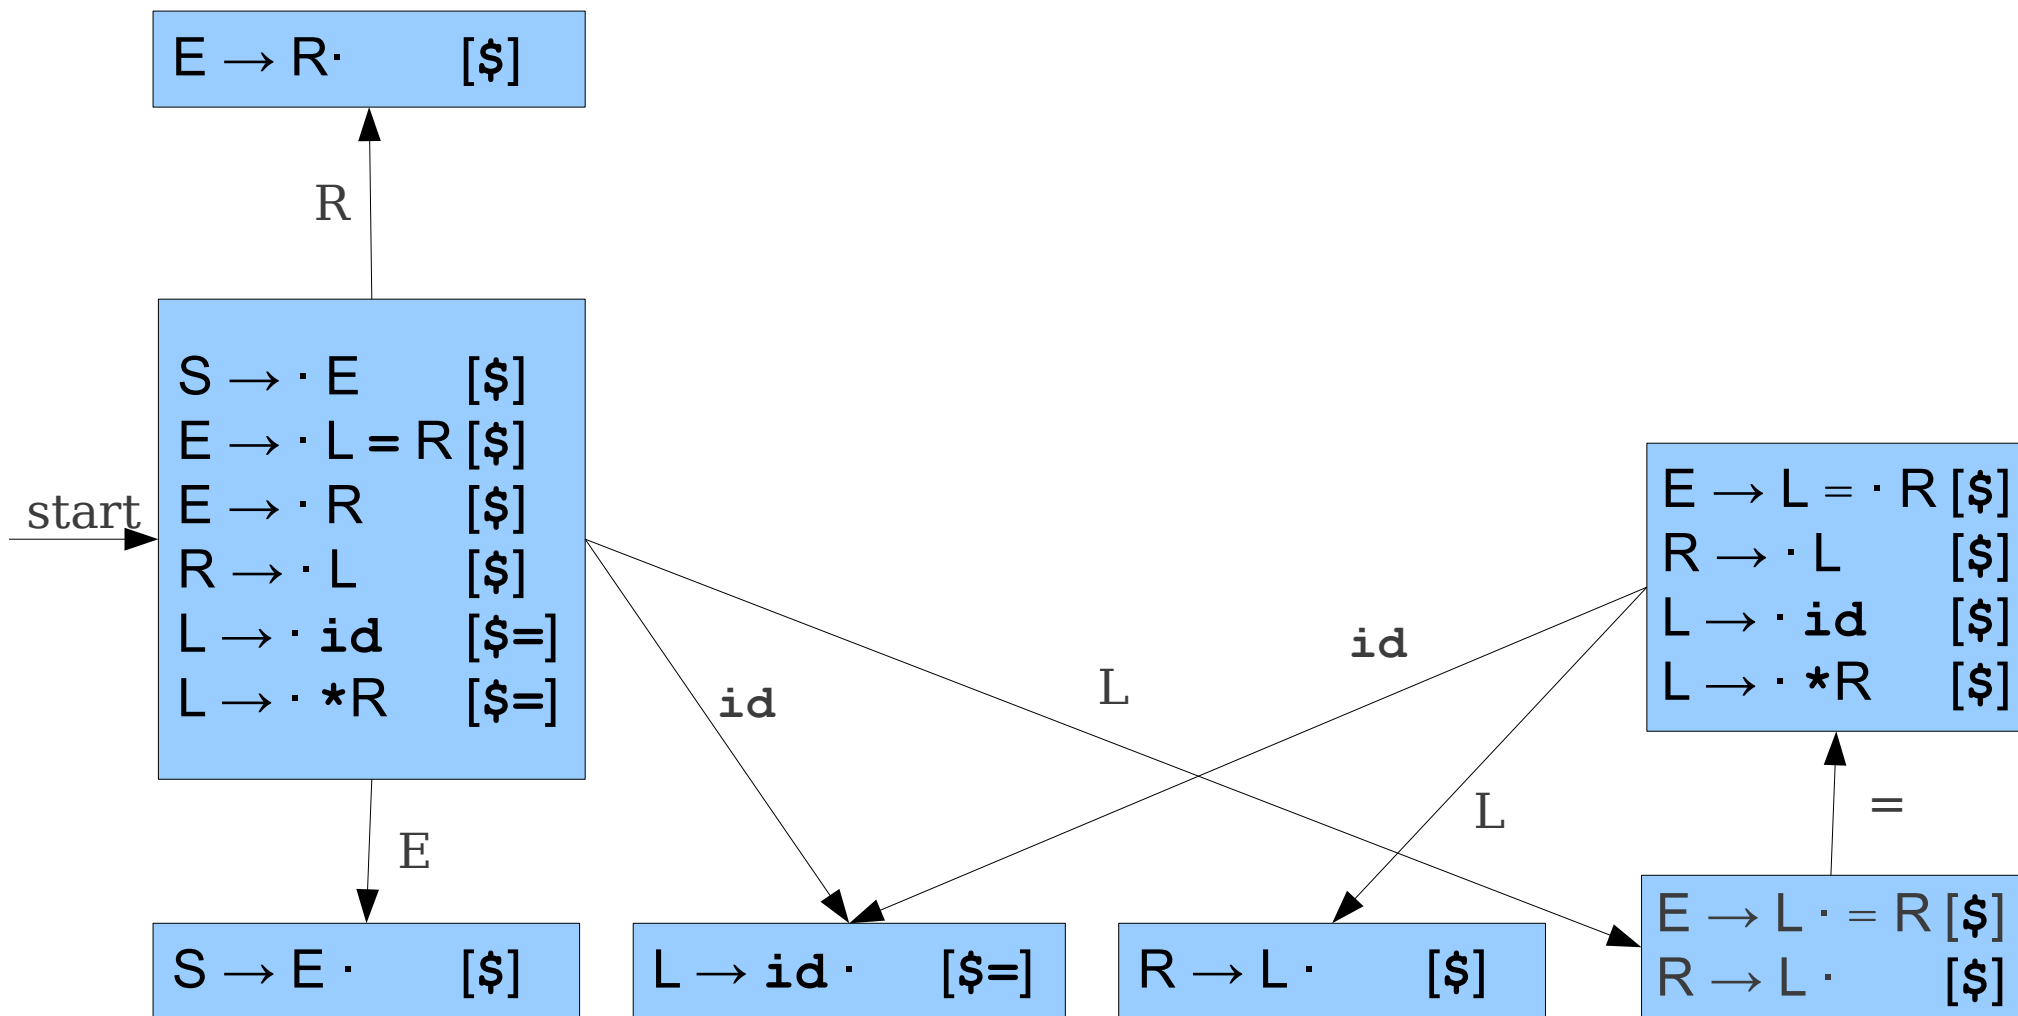 E → R· [$]
R
S → · E [$]
E → · L = R [$]
E → · R [$]
R → · L [$]
L → · id [$=]
L → · *R [$=]
start
E → L = · R [$]
R → · L [$]
L → · id [$]
L → · *R [$]
id
L
id
L
=
E
S → E · [$]
L → id · [$=]
R → L · [$]
E → L · = R [$]
R → L · [$]